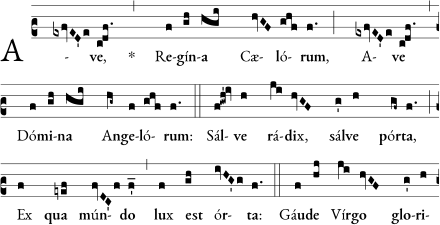 A - ve, * Re-gín-a Cæ-ló-rum, A-ve
Dómi-na Ange-ló-rum: Sál-ve rá-dix, sálve pórta,
Ex qua mún-do lux est ór-ta: Gáude Vírgo glo-ri-